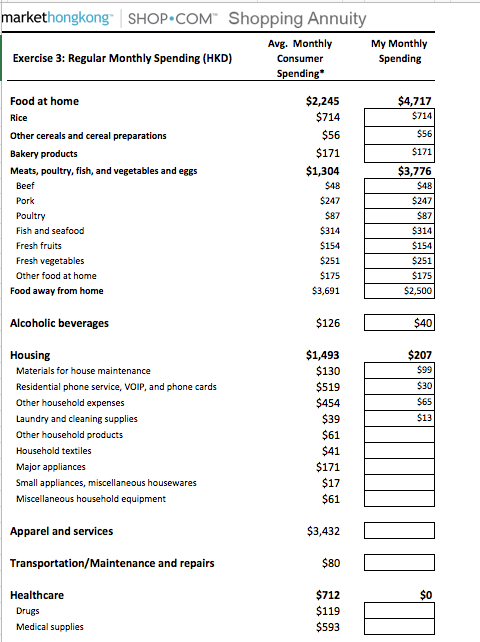 markethongkong™ SHOP•COM™ Shopping Annuity
Exercise 3: Regular Monthly Spending (HKD) Avg. Monthly Consumer Spending* My Monthly Spending
Food at home $2,245 $4,717
Rice $714 $714
Other cereals and cereal preparations $56 $56
Bakery products $171 $171
Meats, poultry, fish, and vegetables and eggs $1,304 $3,776
Beef $48 $48
Pork $247 $247
Poultry $87 $87
Fish and seafood $314 $314
Fresh fruits $154 $154
Fresh vegetables $251 $251
Other food at home $175 $175
Food away from home $3,691 $2,500
Alcoholic beverages $126 $40
Housing $1,493 $207
Materials for house maintenance $130 $99
Residential phone service, VOIP, and phone cards $519 $30
Other household expenses $454 $65
Laundry and cleaning supplies $39 $13
Other household products $61
Household textiles $41
Major appliances $171
Small appliances, miscellaneous housewares $17
Miscellaneous household equipment $61
Apparel and services $3,432
Transportation/Maintenance and repairs $80
Healthcare $712 $0
Drugs $119
Medical supplies $593